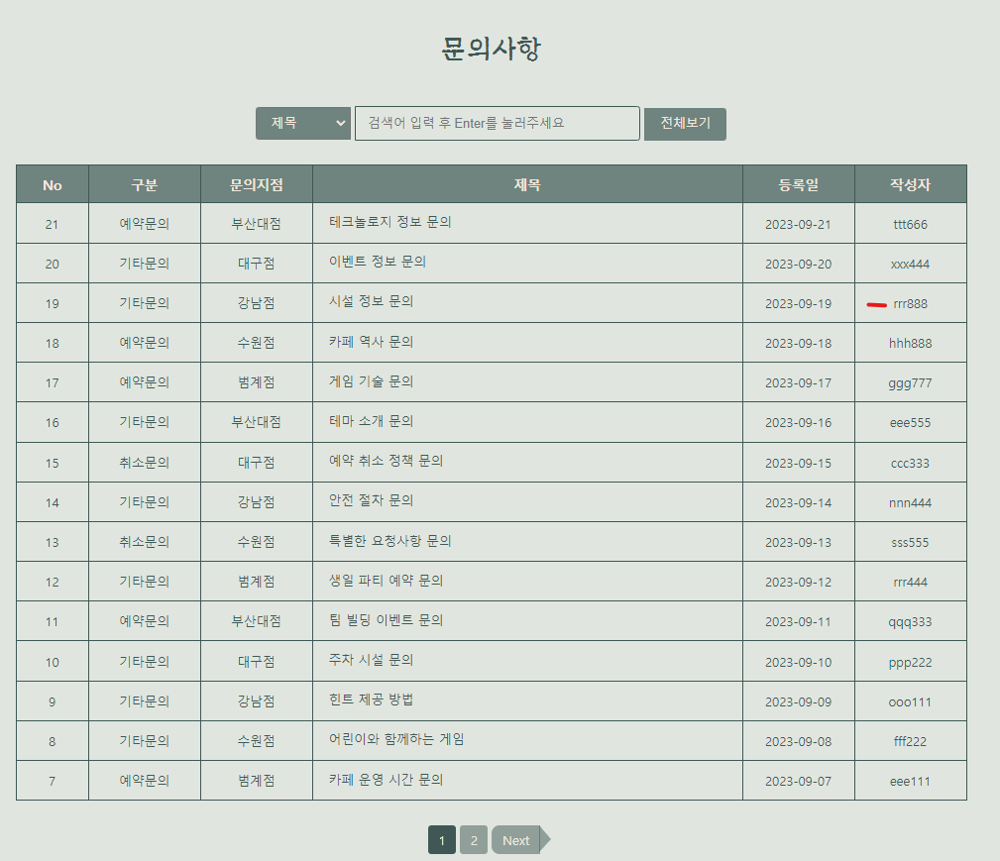 문의사항
제목 검색어 입력 후 Enter를 눌러주세요 전체보기
No 구분 문의지점 제목 등록일 작성자
21 예약문의 부산대점 테크놀로지 정보 문의 2023-09-21 ttt666
20 기타문의 대구점 이벤트 정보 문의 2023-09-20 xxx444
19 기타문의 강남점 시설 정보 문의 2023-09-19 rrr888
18 예약문의 수원점 카페 역사 문의 2023-09-18 hhh888
17 예약문의 범계점 게임 기술 문의 2023-09-17 ggg777
16 기타문의 부산대점 테마 소개 문의 2023-09-16 eee555
15 취소문의 대구점 예약 취소 정책 문의 2023-09-15 ccc333
14 기타문의 강남점 안전 절차 문의 2023-09-14 nnn444
13 취소문의 수원점 특별한 요청사항 문의 2023-09-13 sss555
12 기타문의 범계점 생일 파티 예약 문의 2023-09-12 rrr444
11 예약문의 부산대점 팀 빌딩 이벤트 문의 2023-09-11 qqq333
10 기타문의 대구점 주차 시설 문의 2023-09-10 ppp222
9 기타문의 강남점 힌트 제공 방법 2023-09-09 ooo111
8 기타문의 수원점 어린이와 함께하는 게임 2023-09-08 fff222
7 예약문의 범계점 카페 운영 시간 문의 2023-09-07 eee111
1 2 Next